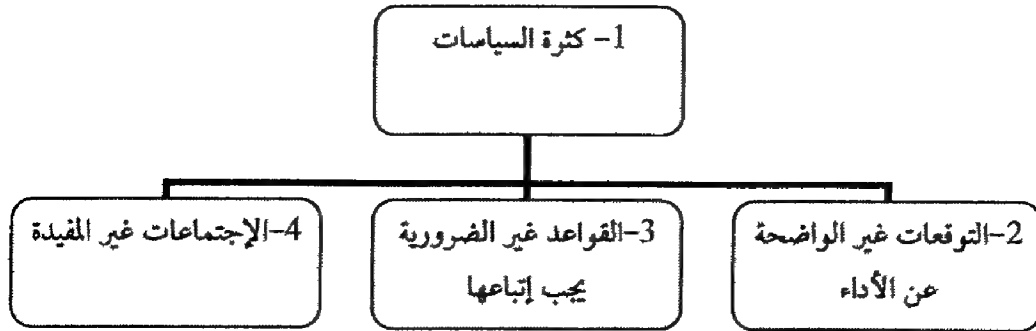 1- كثرة السياسات
2-التوقعات غير الواضحة
عن الأداء
3-القواعد غير الضرورية
يجب إتباعها
4-الإجتماعات غير المفيدة